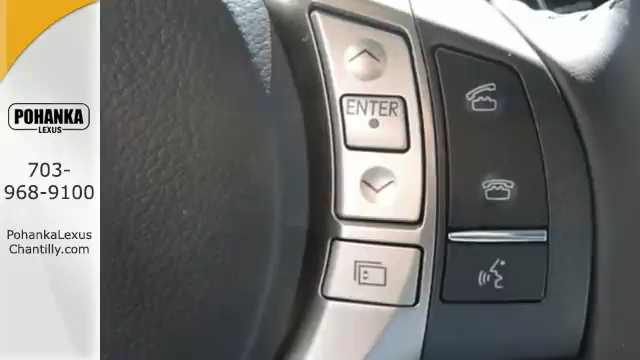 POHANKA
LEXUS
703-
968-9100
PohankaLexus
Chantilly.com
ENTER